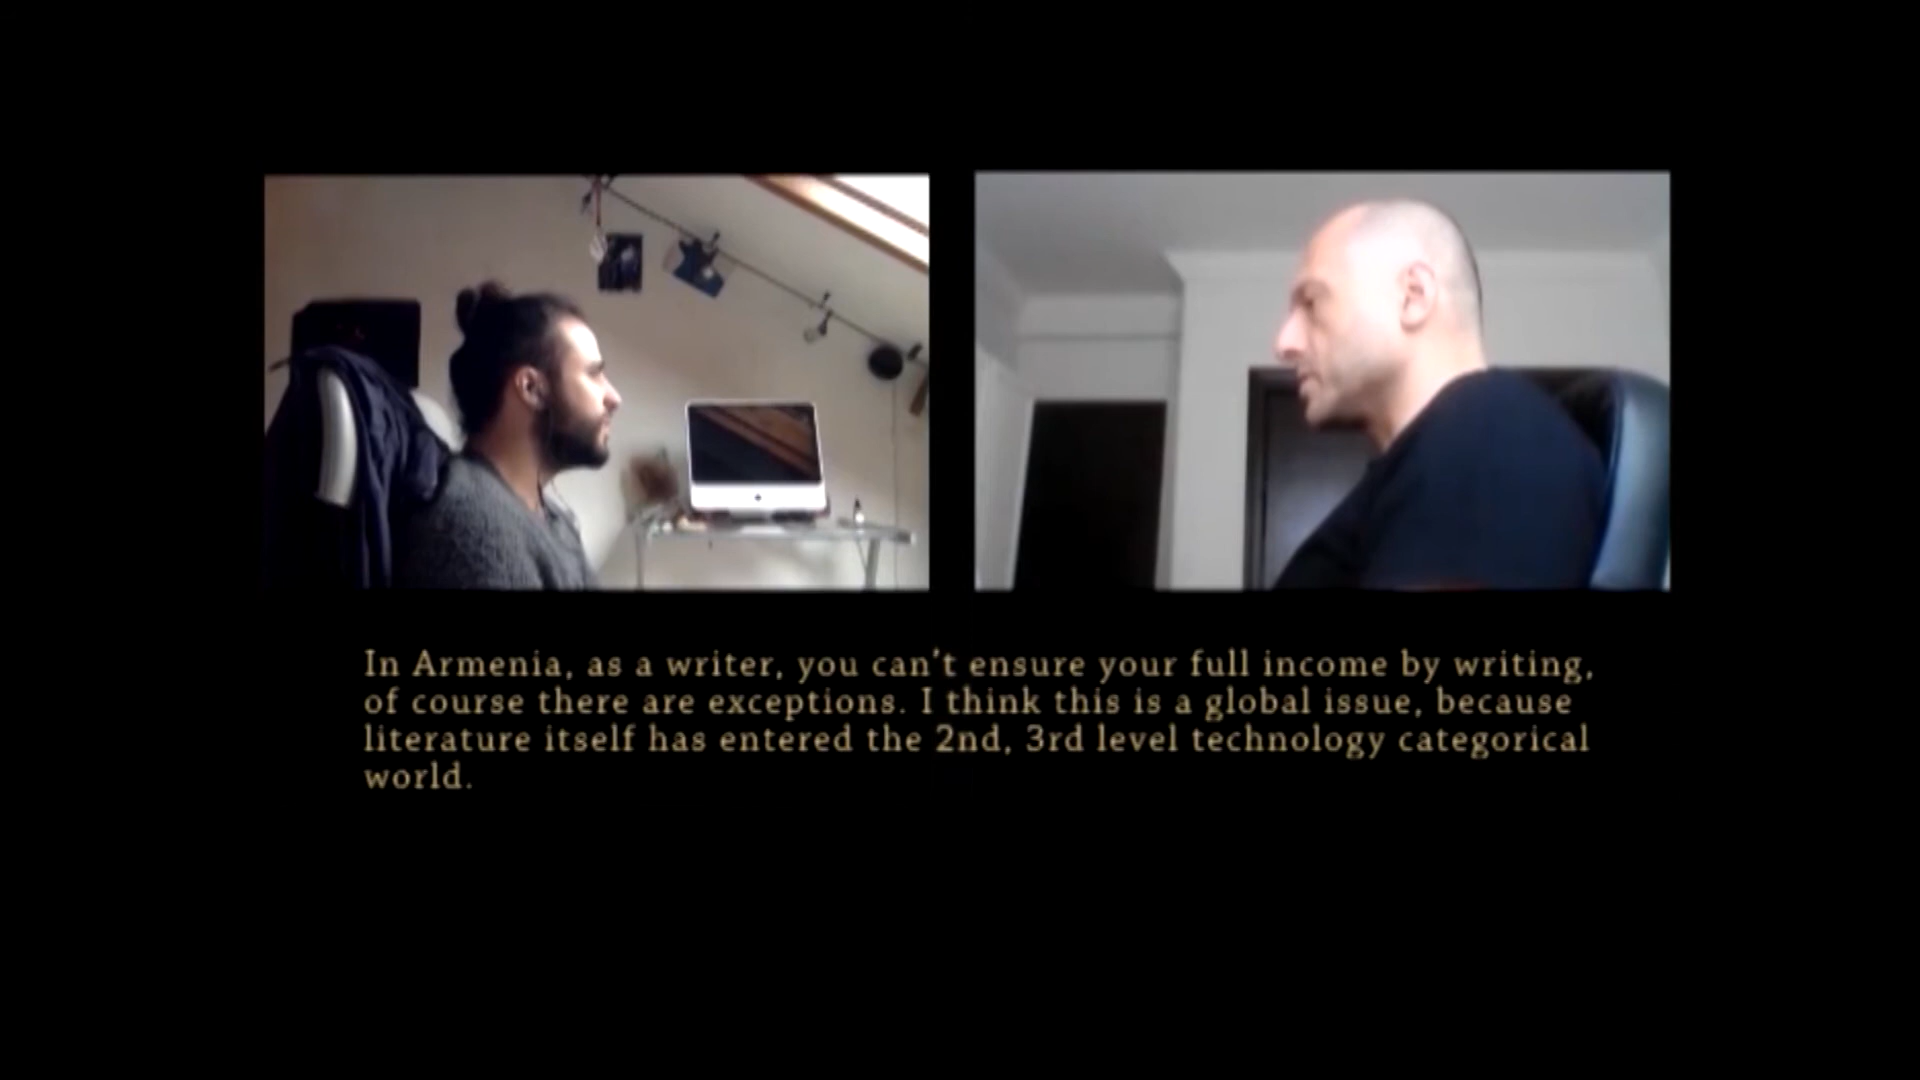 In Armenia, as a writer, you can't ensure your full income by writing,
of course there are exceptions. I think this is a global issue, because
literature itself has entered the 2nd, 3rd level technology categorical
world.